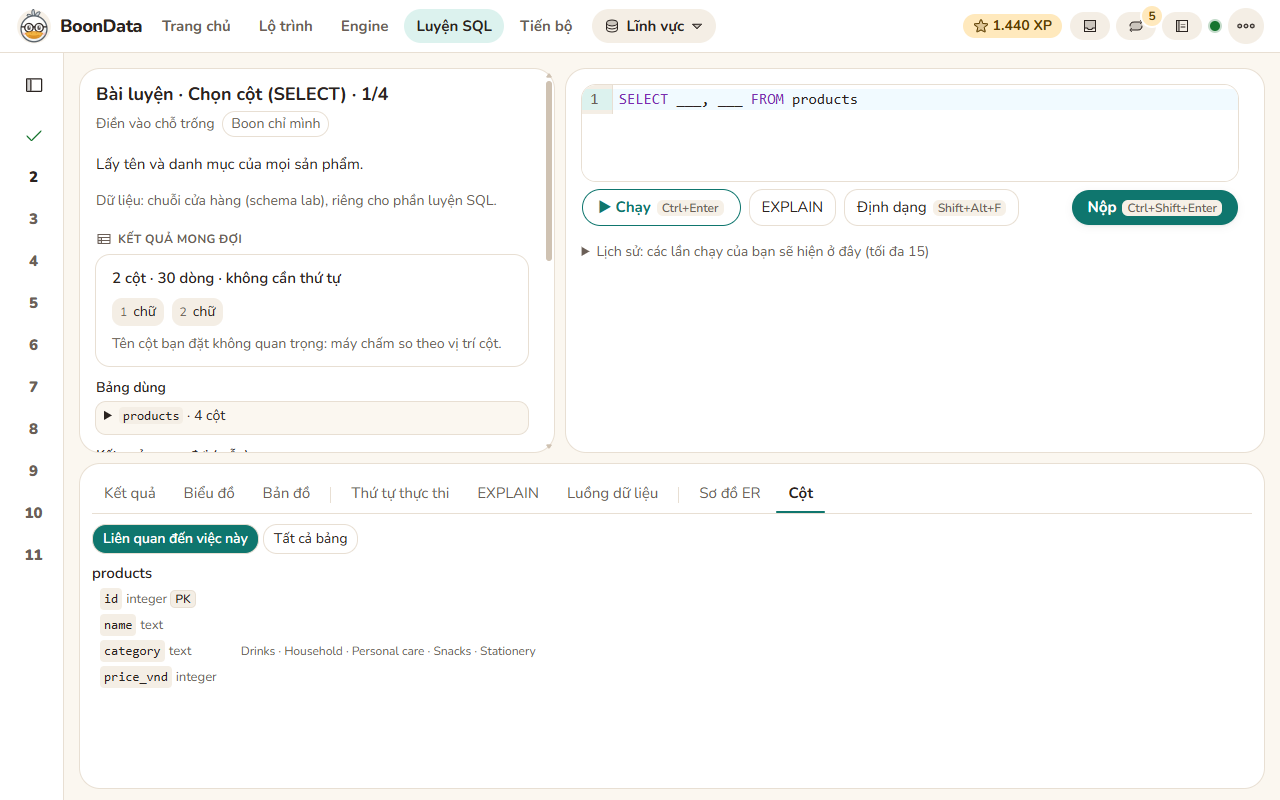 BoonData Trang chủ Lộ trình Engine Luyện SQL Tiến bộ Lĩnh vực 1.440 XP 5
Bài luyện · Chọn cột (SELECT) · 1/4
Điền vào chỗ trống Boon chỉ mình
Lấy tên và danh mục của mọi sản phẩm.
Dữ liệu: chuỗi cửa hàng (schema lab), riêng cho phần luyện SQL.
KẾT QUẢ MONG ĐỢI
2 cột · 30 dòng · không cần thứ tự
1 chữ 2 chữ
Tên cột bạn đặt không quan trọng: máy chấm so theo vị trí cột.
Bảng dùng
products · 4 cột
2
3
4
5
6
7
8
9
10
11
1 SELECT ___, ___ FROM products
Chạy Ctrl+Enter EXPLAIN Định dạng Shift+Alt+F Nộp Ctrl+Shift+Enter
Lịch sử: các lần chạy của bạn sẽ hiện ở đây (tối đa 15)
Kết quả Biểu đồ Bản đồ Thứ tự thực thi EXPLAIN Luồng dữ liệu Sơ đồ ER Cột
Liên quan đến việc này Tất cả bảng
products
id integer PK
name text
category text Drinks · Household · Personal care · Snacks · Stationery
price_vnd integer